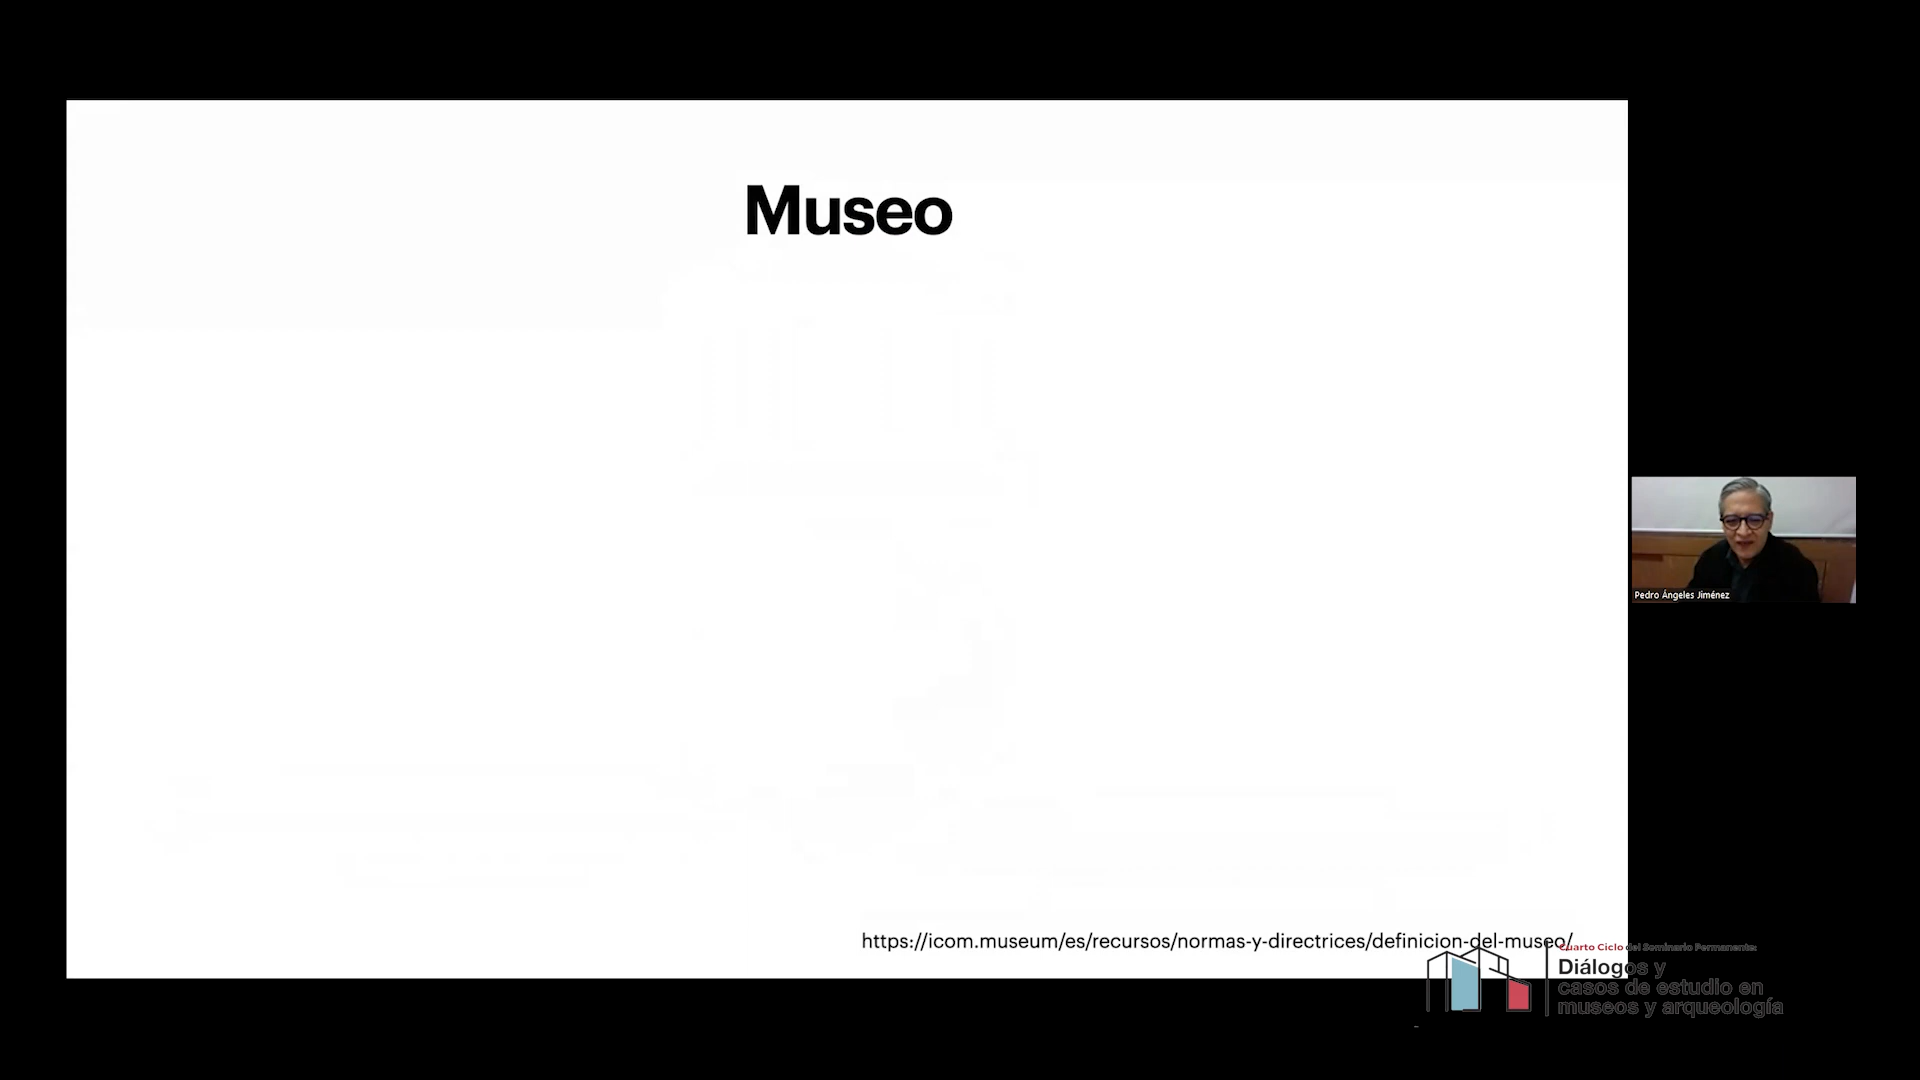 Museo
Pedro Ángeles Jiménez
https://icom.museum/es/recursos/normas-y-directrices/definicion-del-museo/
Cuarto Ciclo del Seminario Permanente:
Diálogos y
casos de estudio en
museos y arqueología